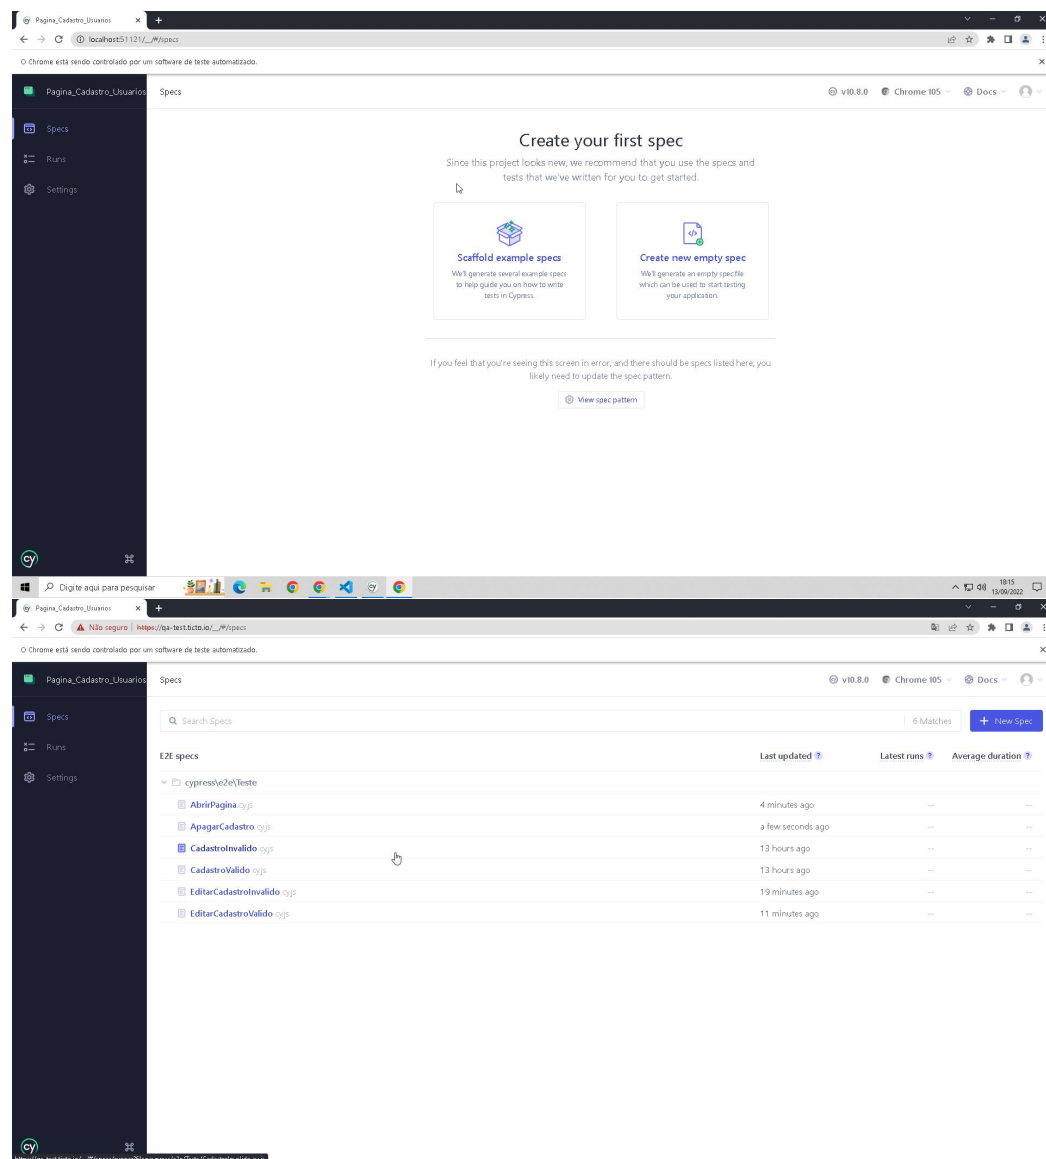 Pagina_Cadastro_Usuarios
localhost:51121/__/#/specs
O Chrome está sendo controlado por um software de teste automatizado.
Pagina_Cadastro_Usuarios Specs v10.8.0 Chrome 105 Docs
Specs
Runs
Settings
Create your first spec
Since this project looks new, we recommend that you use the specs and
tests that we've written for you to get started.
Scaffold example specs
We'll generate several example specs
to help guide you on how to write
tests in Cypress.
Create new empty spec
We'll generate an empty spec file
which can be used to start testing
your application.
If you feel that you're seeing this screen in error, and there should be specs listed here, you
likely need to update the spec pattern.
View spec pattern
cy
Digite aqui para pesquisar
18:15
13/09/2022
Pagina_Cadastro_Usuarios
Não seguro | https://qa-test.ticto.io/__/#/specs
O Chrome está sendo controlado por um software de teste automatizado.
Pagina_Cadastro_Usuarios Specs v10.8.0 Chrome 105 Docs
Specs
Runs
Settings
Search Specs 6 Matches + New Spec
E2E specs Last updated ? Latest runs ? Average duration ?
cypress\e2e\Teste
AbrirPagina.cy.js 4 minutes ago -- --
ApagarCadastro.cy.js a few seconds ago -- --
CadastroInvalido.cy.js 13 hours ago -- --
CadastroValido.cy.js 13 hours ago -- --
EditarCadastroInvalido.cy.js 19 minutes ago -- --
EditarCadastroValido.cy.js 11 minutes ago -- --
cy